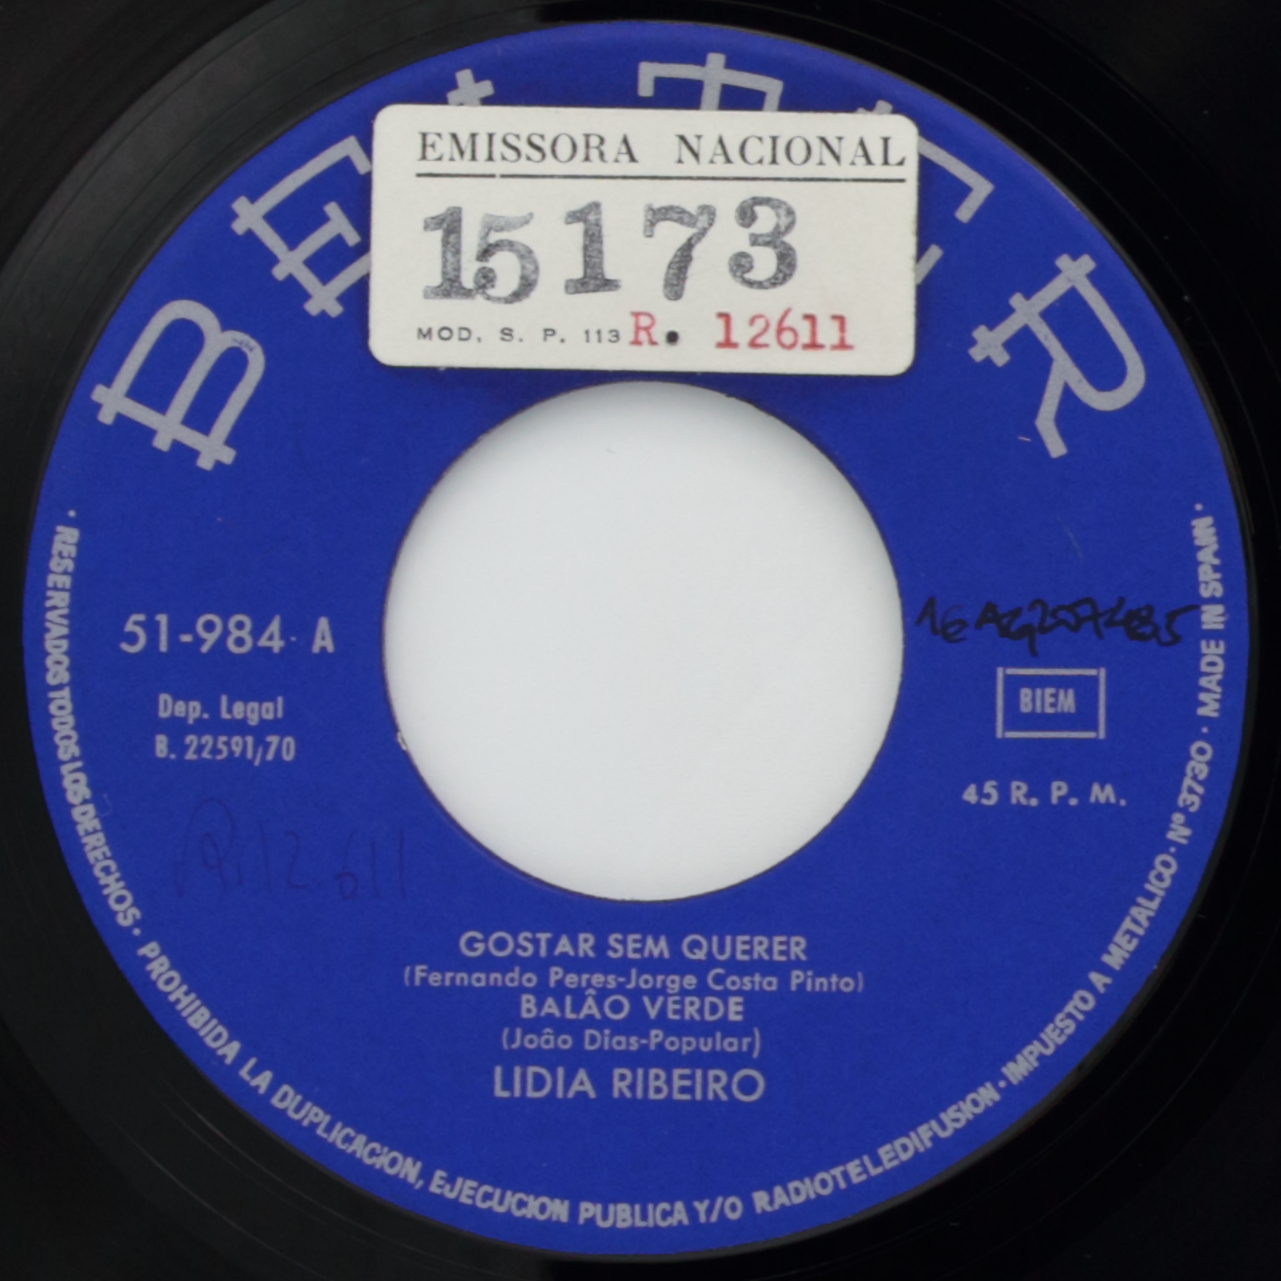 BELTER
EMISSORA NACIONAL
15173
MOD. S. P. 113 R. 12611
51-984 A
Dep. Legal
B. 22591/70
BIEM
45 R. P. M.
R. 12611
GOSTAR SEM QUERER
(Fernando Peres-Jorge Costa Pinto)
BALÂO VERDE
(Joâo Dias-Popular)
LIDIA RIBEIRO
· RESERVADOS TODOS LOS DERECHOS · PROHIBIDA LA DUPLICACION, EJECUCION PUBLICA Y/O RADIOTELEDIFUSION · IMPUESTO A METALICO · Nº 3730 · MADE IN SPAIN ·